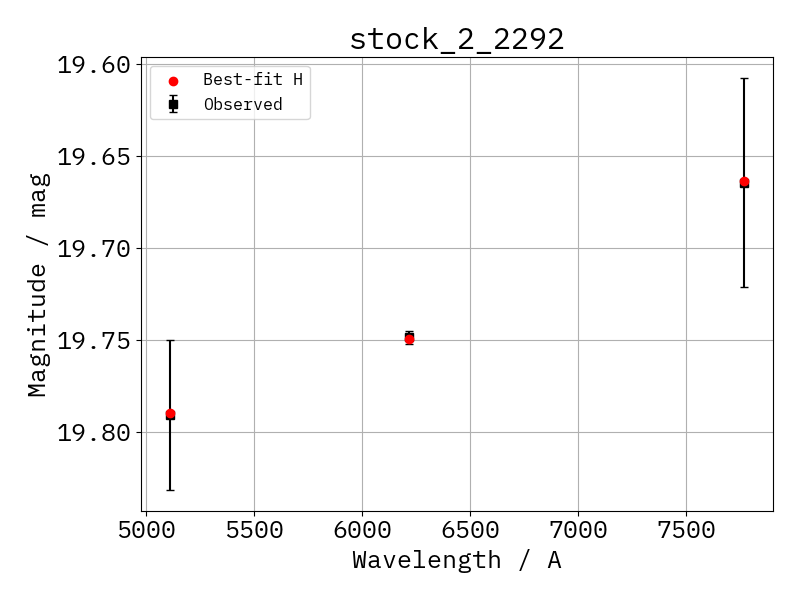 stock_2_2292
19.60
19.65
19.70
19.75
19.80
Magnitude / mag
Best-fit H
Observed
5000 5500 6000 6500 7000 7500
Wavelength / A